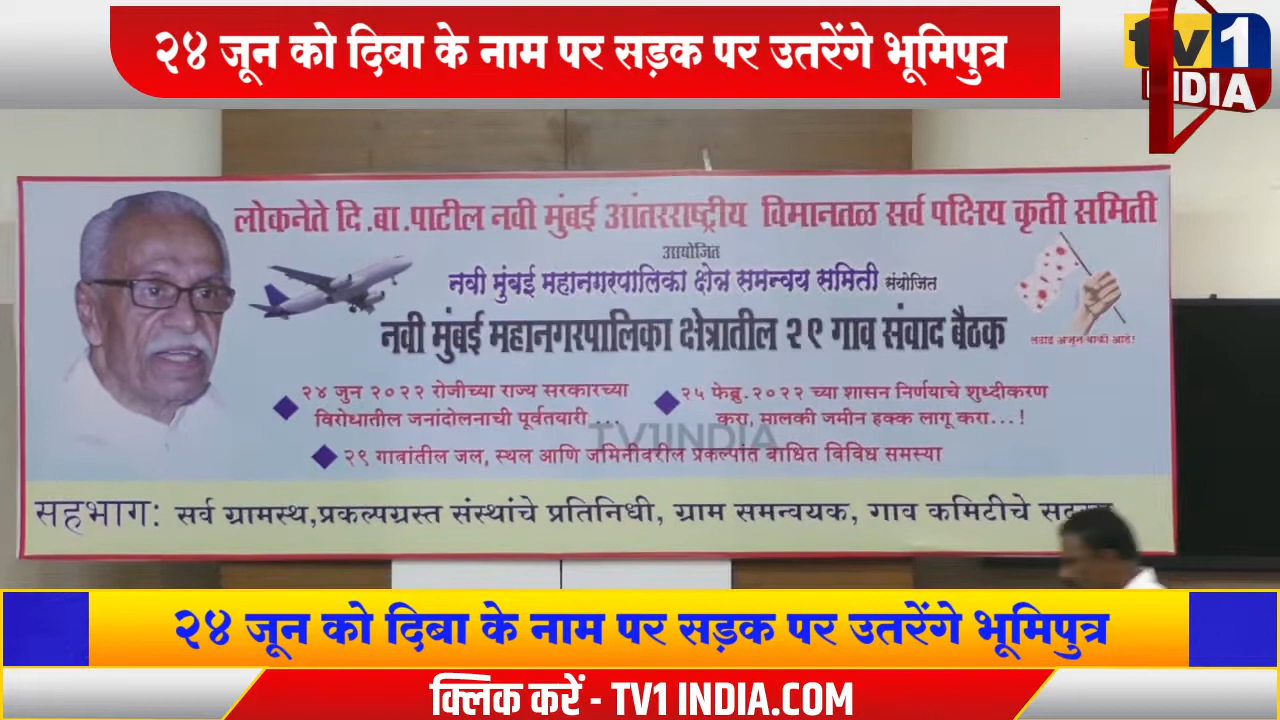 २४ जून को दिबा के नाम पर सड़क पर उतरेंगे भूमिपुत्र
tv1
INDIA
लोकनेते दि.बा.पाटील नवी मुंबई आंतरराष्ट्रीय विमानतळ सर्व पक्षिय कृती समिती
आयोजित
नवी मुंबई महानगरपालिका क्षेत्र समन्वय समिती संयोजित
नवी मुंबई महानगरपालिका क्षेत्रातील २९ गाव संवाद बैठक
लढाइ अजून बाकी आहे!
◆ २४ जुन २०२२ रोजीच्या राज्य सरकारच्या
विरोधातील जनांदोलनाची पूर्वतयारी ...
◆ २५ फेब्रु.२०२२ च्या शासन निर्णयाचे शुध्दीकरण
करा, मालकी जमीन हक्क लागू करा...!
TV1INDIA
◆ २९ गावांतील जल, स्थल आणि जमिनीवरील प्रकल्पांत बाधित विविध समस्या
सहभाग: सर्व ग्रामस्थ,प्रकल्पग्रस्त संस्थांचे प्रतिनिधी, ग्राम समन्वयक, गाव कमिटीचे
२४ जून को दिबा के नाम पर सड़क पर उतरेंगे भूमिपुत्र
क्लिक करें - TV1 INDIA.COM